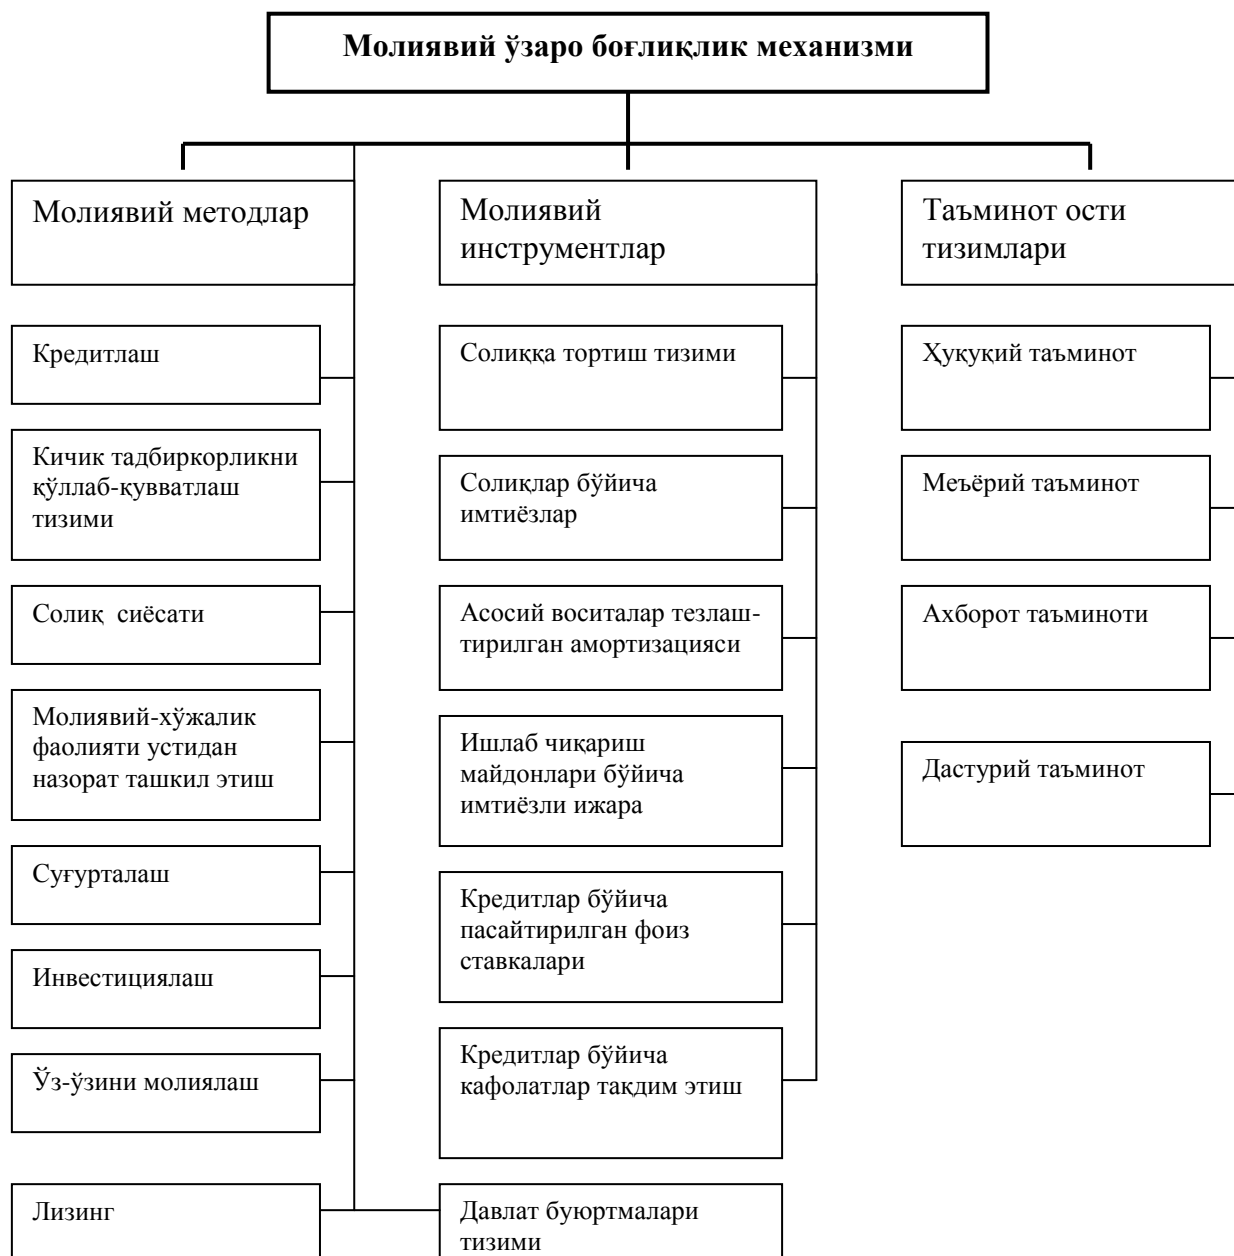 Молиявий ўзаро боғлиқлик механизми
Молиявий методлар
Кредитлаш
Кичик тадбиркорликни
қўллаб-қувватлаш
тизими
Солиқ сиёсати
Молиявий-хўжалик
фаолияти устидан
назорат ташкил этиш
Суғурталаш
Инвестициялаш
Ўз-ўзини молиялаш
Лизинг
Молиявий
инструментлар
Солиққа тортиш тизими
Солиқлар бўйича
имтиёзлар
Асосий воситалар тезлаш-
тирилган амортизацияси
Ишлаб чиқариш
майдонлари бўйича
имтиёзли ижара
Кредитлар бўйича
пасайтирилган фоиз
ставкалари
Кредитлар бўйича
кафолатлар тақдим этиш
Давлат буюртмалари
тизими
Таъминот ости
тизимлари
Ҳуқуқий таъминот
Меъёрий таъминот
Ахборот таъминоти
Дастурий таъминот